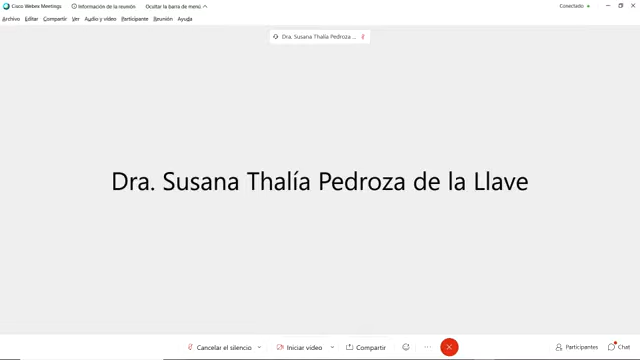 Cisco Webex Meetings Información de la reunión Ocultar la barra de menú Conectado
Archivo Editar Compartir Ver Audio y vídeo Participante Reunión Ayuda
Dra. Susana Thalía Pedroza ...
Dra. Susana Thalía Pedroza de la Llave
Cancelar el silencio Iniciar vídeo Compartir Participantes Chat